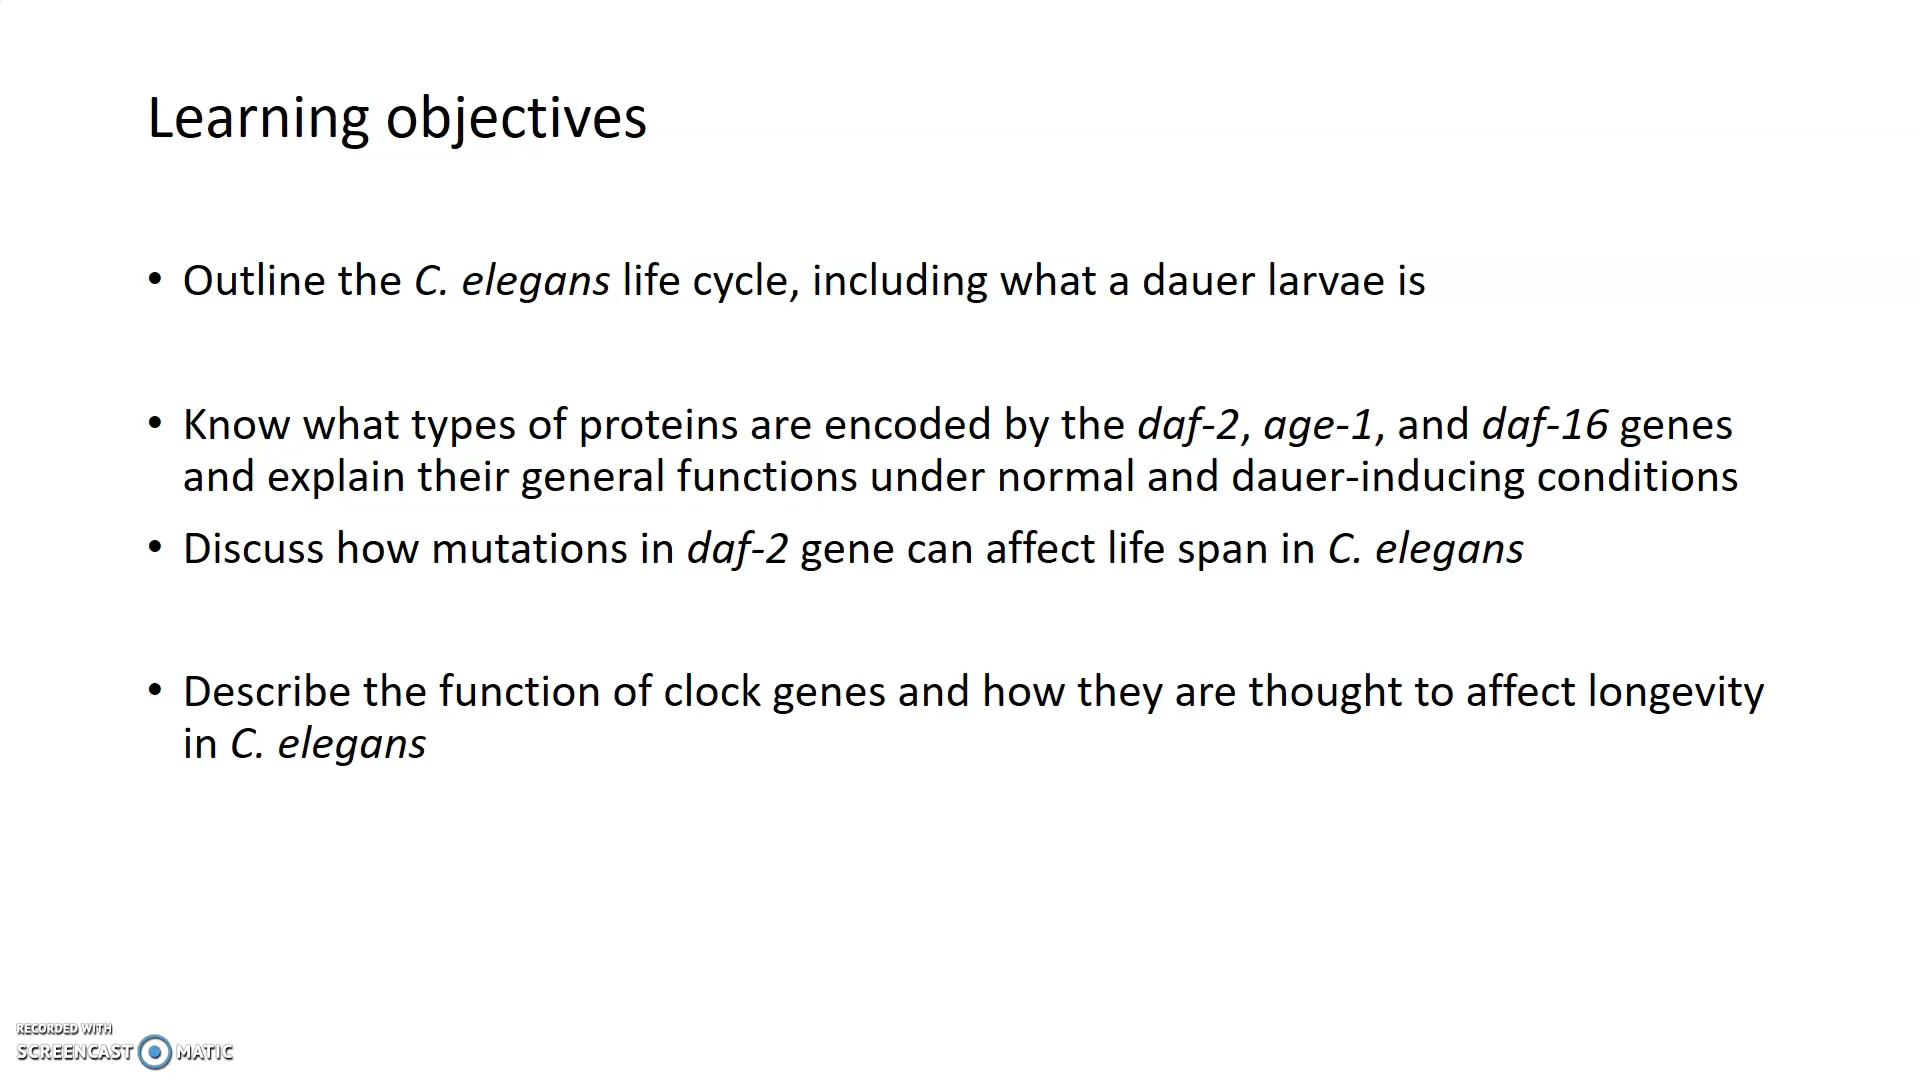 Learning objectives
• Outline the C. elegans life cycle, including what a dauer larvae is
• Know what types of proteins are encoded by the daf-2, age-1, and daf-16 genes
and explain their general functions under normal and dauer-inducing conditions
• Discuss how mutations in daf-2 gene can affect life span in C. elegans
• Describe the function of clock genes and how they are thought to affect longevity
in C. elegans
RECORDED WITH
SCREENCAST MATIC